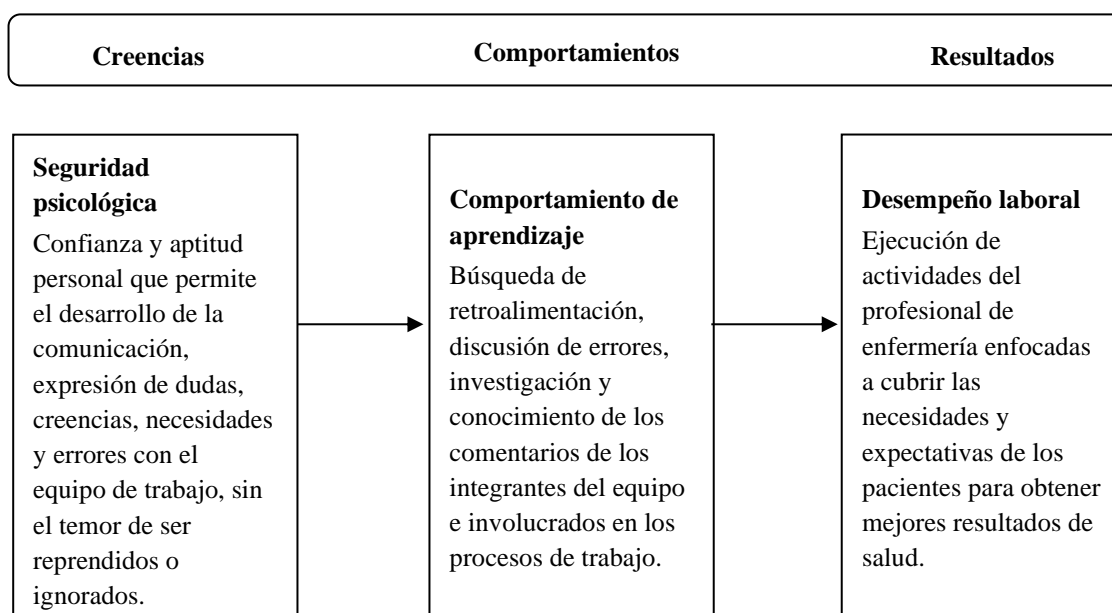 Creencias
Comportamientos
Resultados
Seguridad
psicológica
Confianza y aptitud
personal que permite
el desarrollo de la
comunicación,
expresión de dudas,
creencias, necesidades
y errores con el
equipo de trabajo, sin
el temor de ser
reprendidos o
ignorados.
Comportamiento de
aprendizaje
Búsqueda de
retroalimentación,
discusión de errores,
investigación y
conocimiento de los
comentarios de los
integrantes del equipo
e involucrados en los
procesos de trabajo.
Desempeño laboral
Ejecución de
actividades del
profesional de
enfermería enfocadas
a cubrir las
necesidades y
expectativas de los
pacientes para obtener
mejores resultados de
salud.